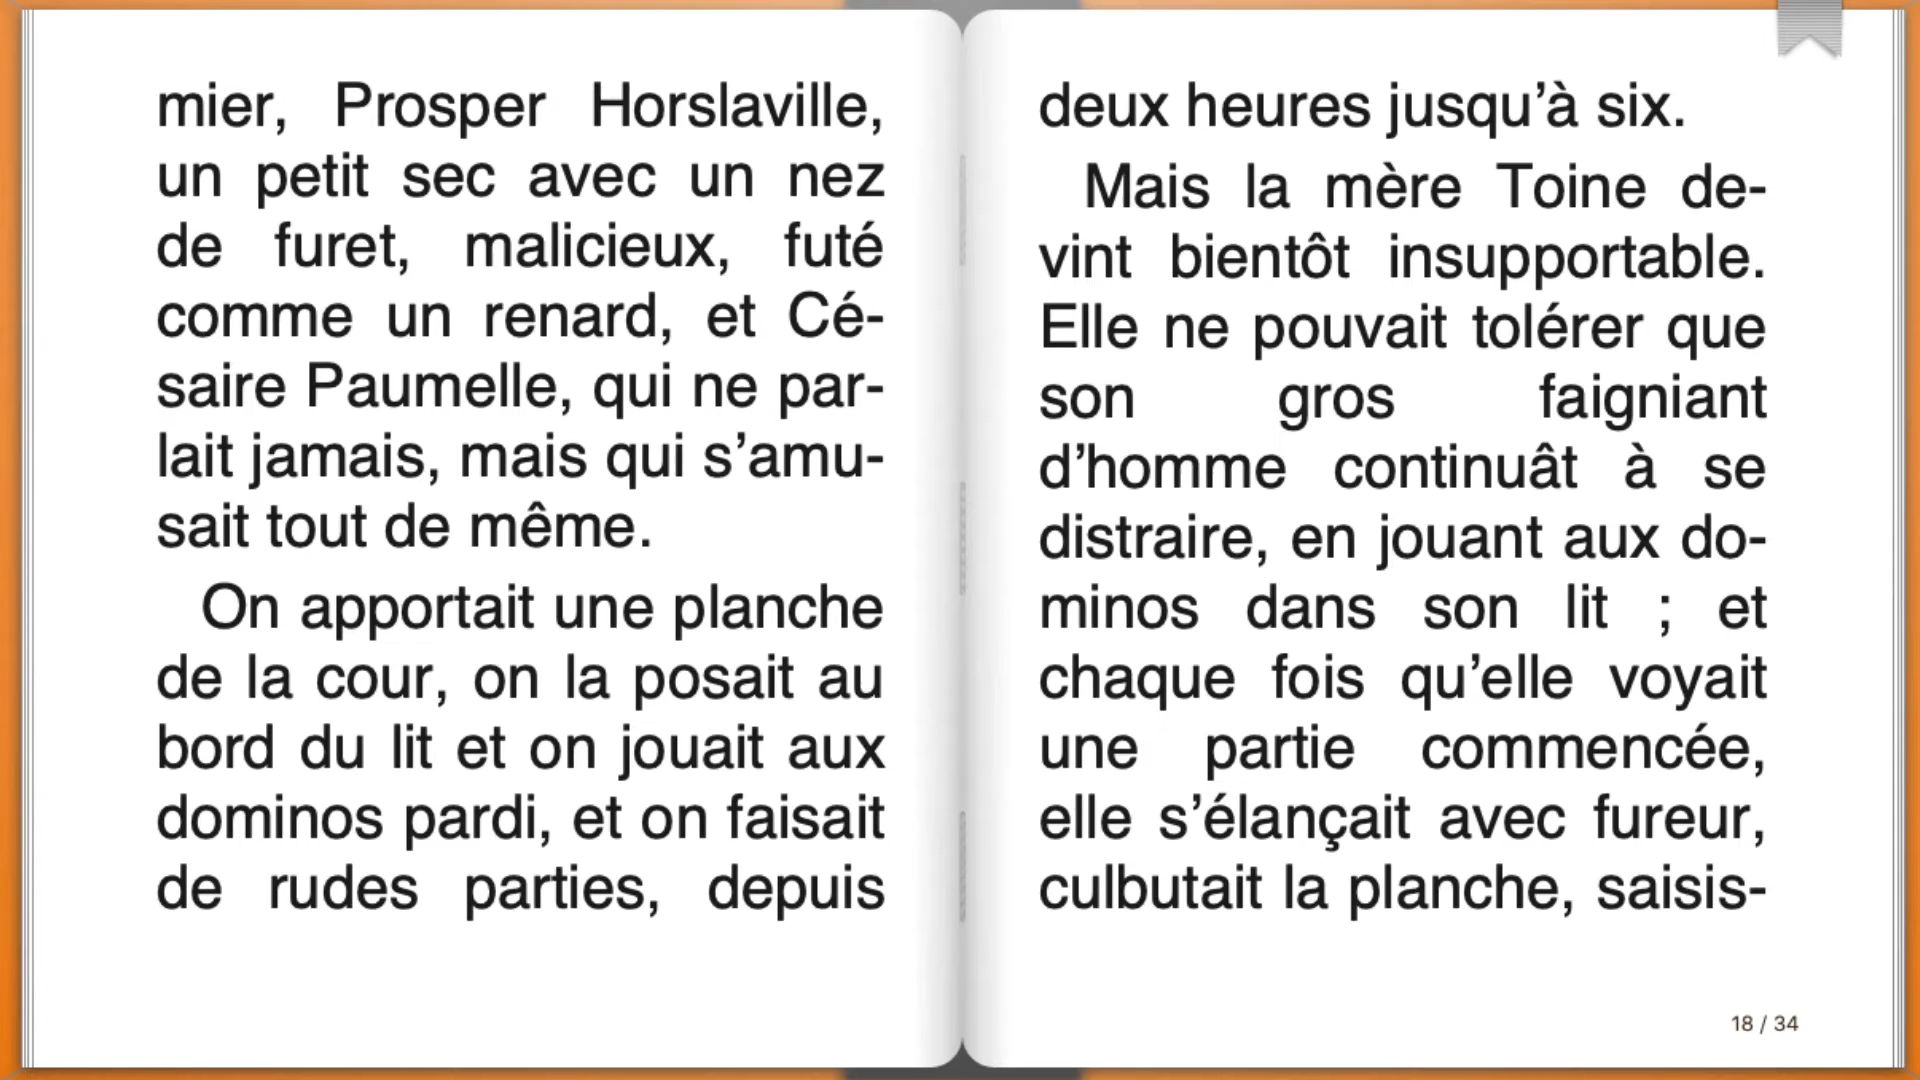 mier, Prosper Horslaville,
un petit sec avec un nez
de furet, malicieux, futé
comme un renard, et Cé-
saire Paumelle, qui ne par-
lait jamais, mais qui s’amu-
sait tout de même.
On apportait une planche
de la cour, on la posait au
bord du lit et on jouait aux
dominos pardi, et on faisait
de rudes parties, depuis
deux heures jusqu’à six.
Mais la mère Toine de-
vint bientôt insupportable.
Elle ne pouvait tolérer que
son gros faigniant
d’homme continuât à se
distraire, en jouant aux do-
minos dans son lit ; et
chaque fois qu’elle voyait
une partie commencée,
elle s’élançait avec fureur,
culbutait la planche, saisis-
18 / 34